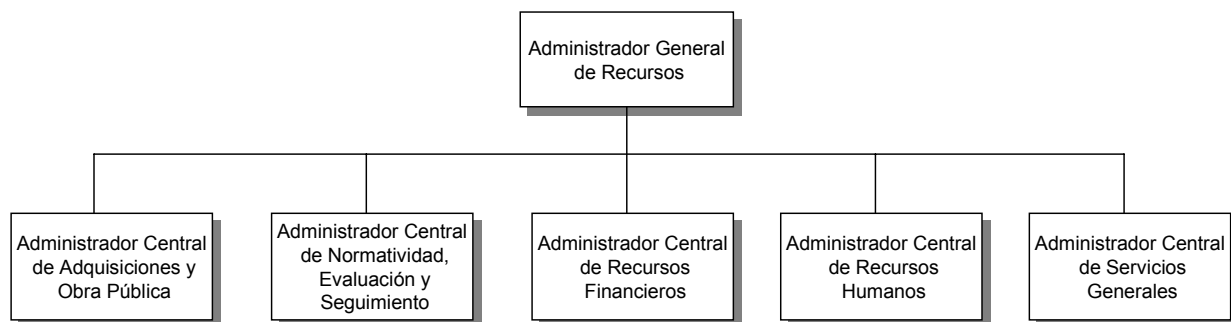 Administrador General
de Recursos
Administrador Central
de Adquisiciones y
Obra Pública
Administrador Central
de Normatividad,
Evaluación y
Seguimiento
Administrador Central
de Recursos
Financieros
Administrador Central
de Recursos
Humanos
Administrador Central
de Servicios
Generales